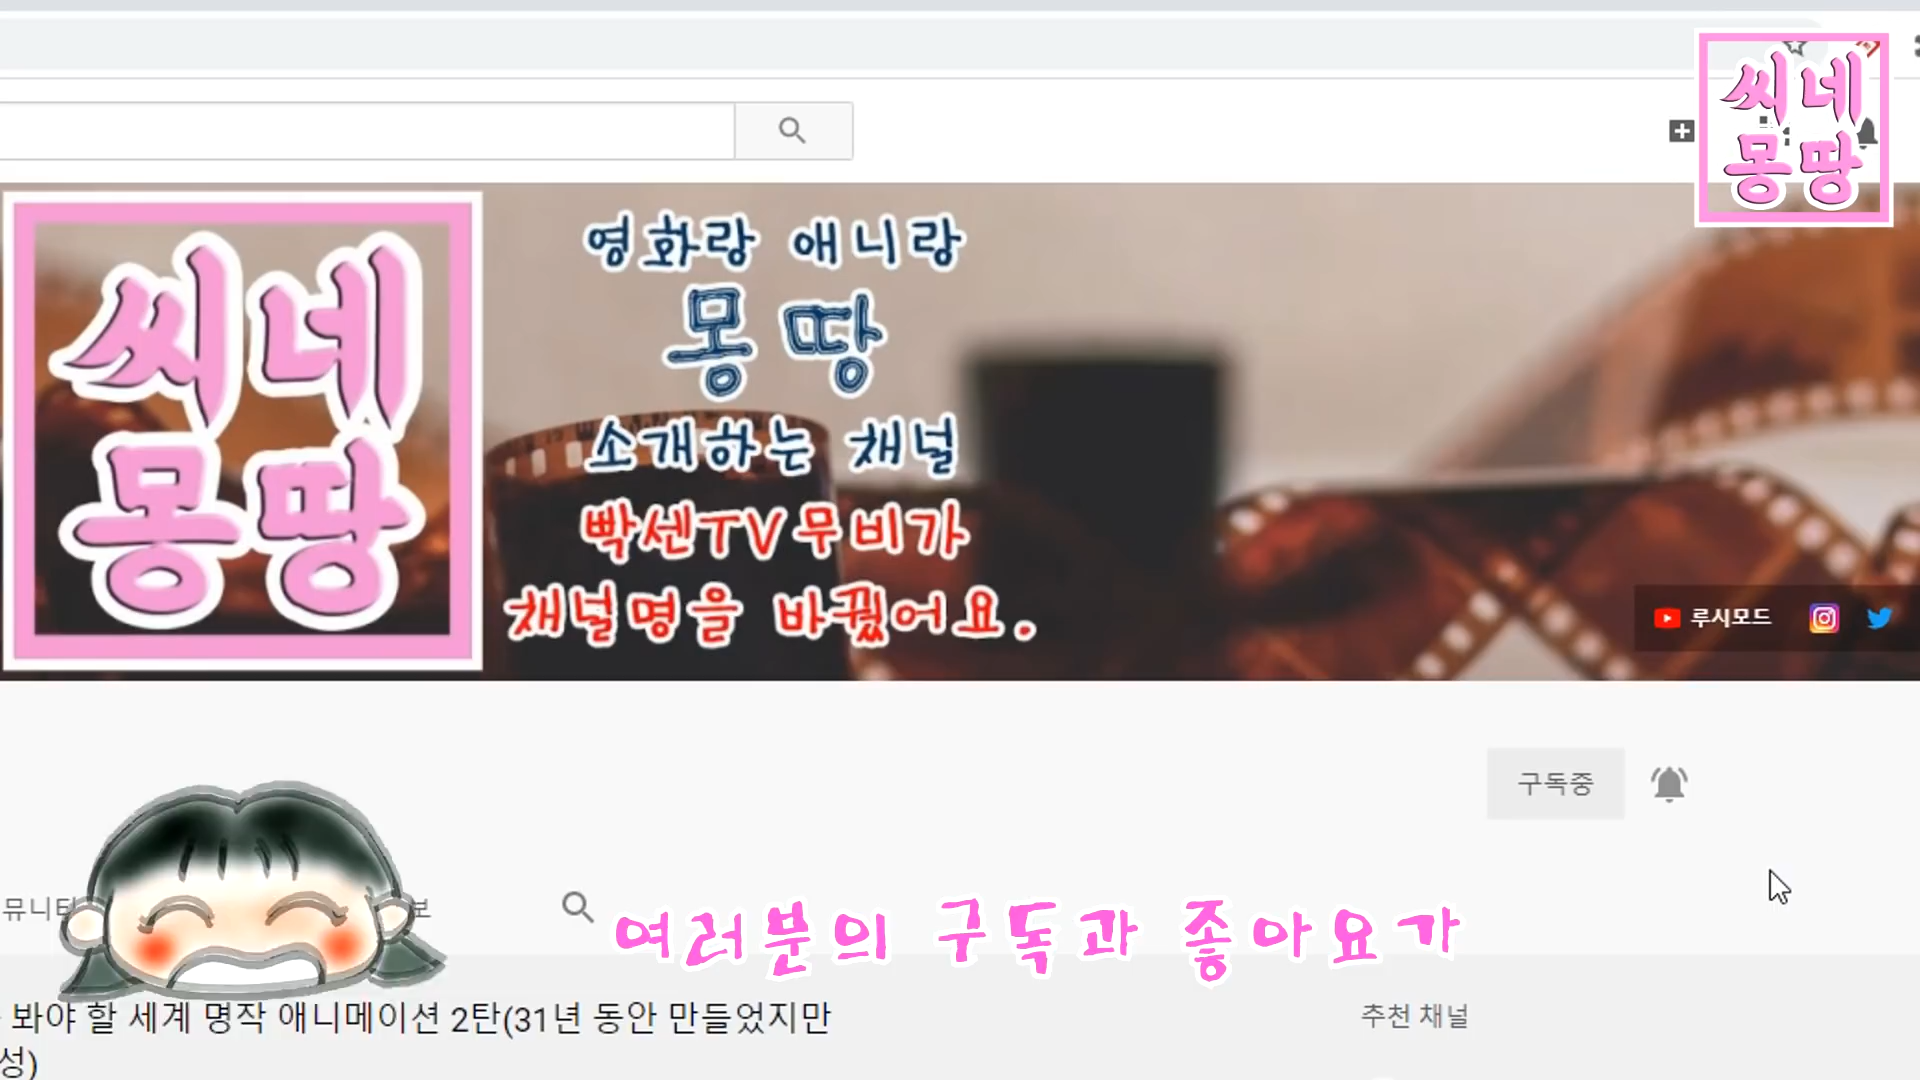 씨네
몽땅
씨네
몽땅
영화랑 애니랑
몽땅
소개하는 채널
빡센TV무비가
채널명을 바꿨어요.
루시모드
구독중
뮤니티
보
여러분의 구독과 좋아요가
봐야 할 세계 명작 애니메이션 2탄(31년 동안 만들었지만
성)
추천 채널